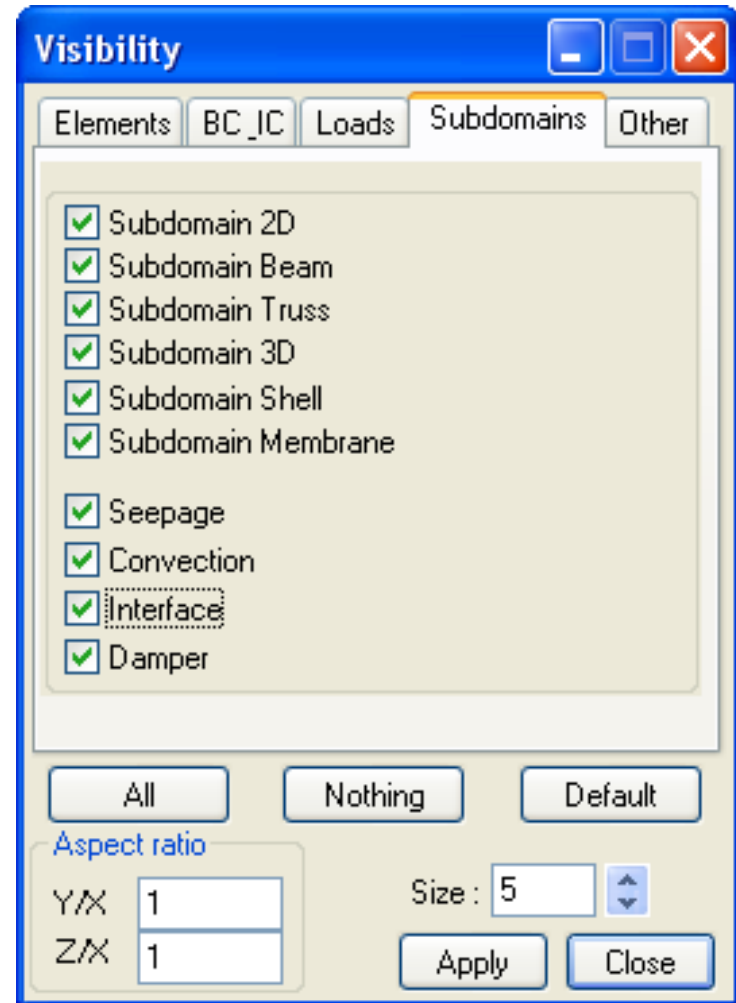 Visibility
Elements BC_IC Loads Subdomains Other
Subdomain 2D
Subdomain Beam
Subdomain Truss
Subdomain 3D
Subdomain Shell
Subdomain Membrane
Seepage
Convection
Interface
Damper
All Nothing Default
Aspect ratio
Y/X 1 Size : 5
Z/X 1 Apply Close